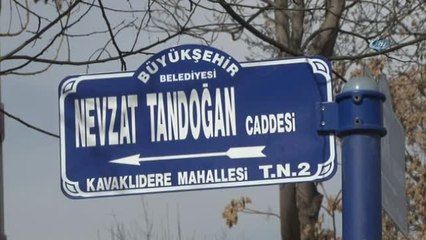 BÜYÜKŞEHİR
BELEDİYESİ
NEVZAT TANDOĞAN CADDESİ
KAVAKLIDERE MAHALLESİ T.N.2